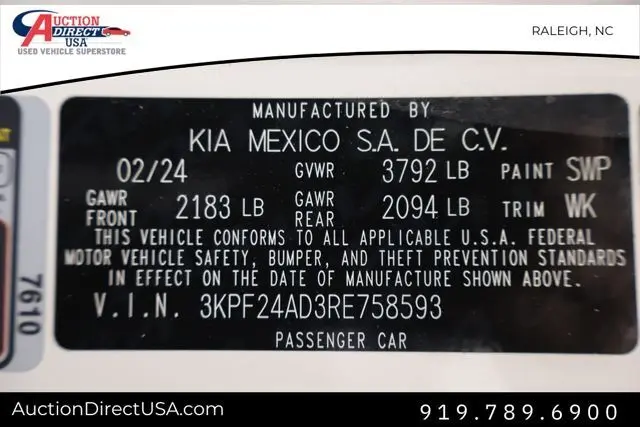 AUCTION
DIRECT
USA
USED VEHICLE SUPERSTORE
RALEIGH, NC
MANUFACTURED BY
KIA MEXICO S.A. DE C.V.
02/24 GVWR 3792 LB PAINT SWP
GAWR FRONT 2183 LB GAWR REAR 2094 LB TRIM WK
THIS VEHICLE CONFORMS TO ALL APPLICABLE U.S.A. FEDERAL
MOTOR VEHICLE SAFETY, BUMPER, AND THEFT PREVENTION STANDARDS
IN EFFECT ON THE DATE OF MANUFACTURE SHOWN ABOVE.
V.I.N. 3KPF24AD3RE758593
PASSENGER CAR
7610
AuctionDirectUSA.com
919.789.6900